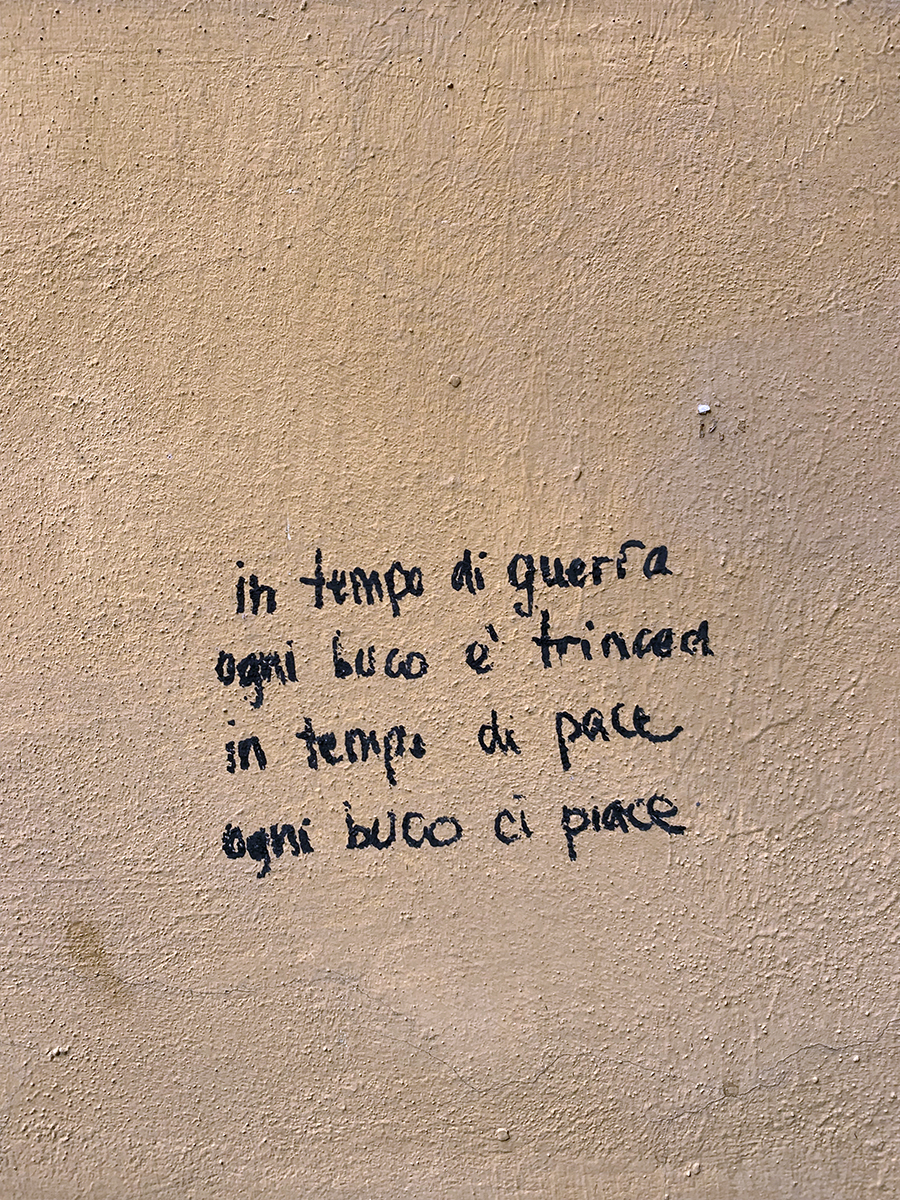 in tempo di guerra
ogni buco e' trincea
in tempo di pace
ogni buco ci piace